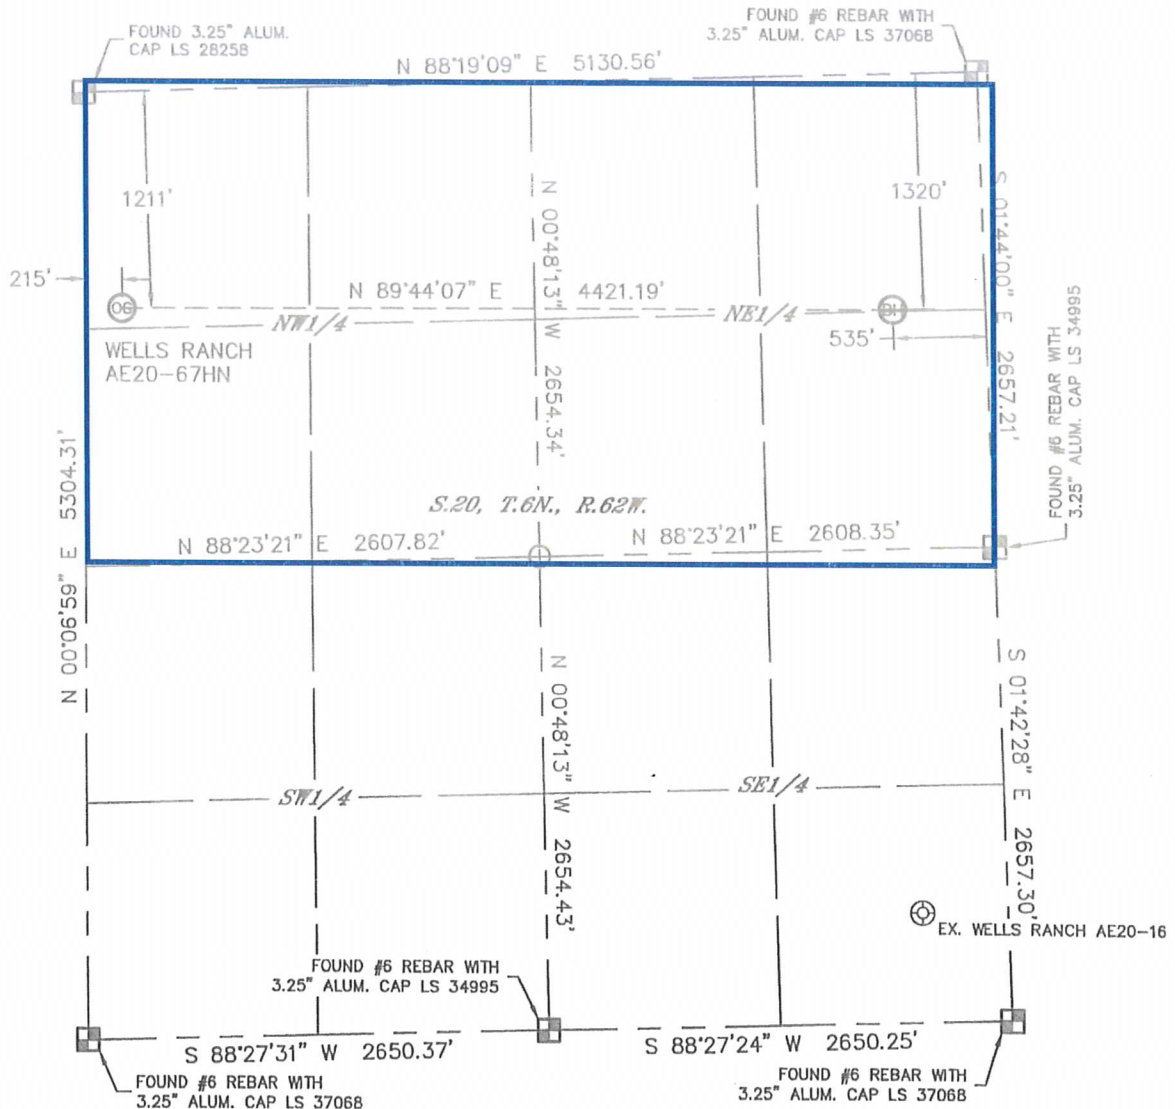 FOUND 3.25" ALUM.
CAP LS 28258
FOUND #6 REBAR WITH
3.25" ALUM. CAP LS 37068
N 88°19'09" E 5130.56'
1211'
1320'
215'
N 89°44'07" E 4421.19'
N 00°48'13" W 2654.34'
S 01°44'00" E 2657.21'
NW1/4
NE1/4
535'
WELLS RANCH
AE20-67HN
FOUND #6 REBAR WITH
3.25" ALUM. CAP LS 34995
N 00°06'59" E 5304.31'
S.20, T.6N., R.62W.
N 88°23'21" E 2607.82'
N 88°23'21" E 2608.35'
N 00°48'13" W 2654.43'
S 01°42'28" E 2657.30'
SW1/4
SE1/4
EX. WELLS RANCH AE20-16
FOUND #6 REBAR WITH
3.25" ALUM. CAP LS 34995
S 88°27'31" W 2650.37'
S 88°27'24" W 2650.25'
FOUND #6 REBAR WITH
3.25" ALUM. CAP LS 37068
FOUND #6 REBAR WITH
3.25" ALUM. CAP LS 37068